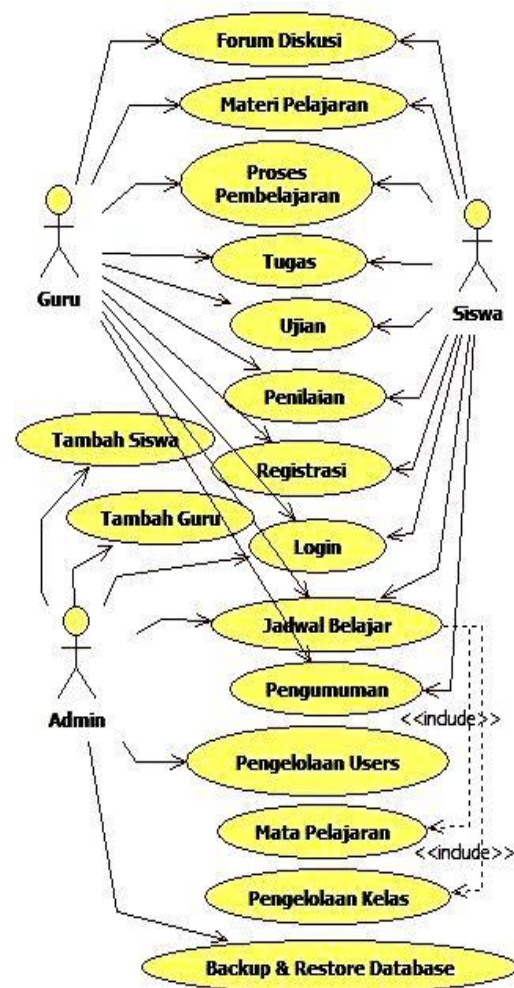 Forum Diskusi
Materi Pelajaran
Proses
Pembelajaran
Guru
Tugas
Siswa
Ujian
Penilaian
Tambah Siswa
Registrasi
Tambah Guru
Login
Jadwal Belajar
Admin
Pengumuman
<<include>>
Pengelolaan Users
Mata Pelajaran
<<include>>
Pengelolaan Kelas
Backup & Restore Database